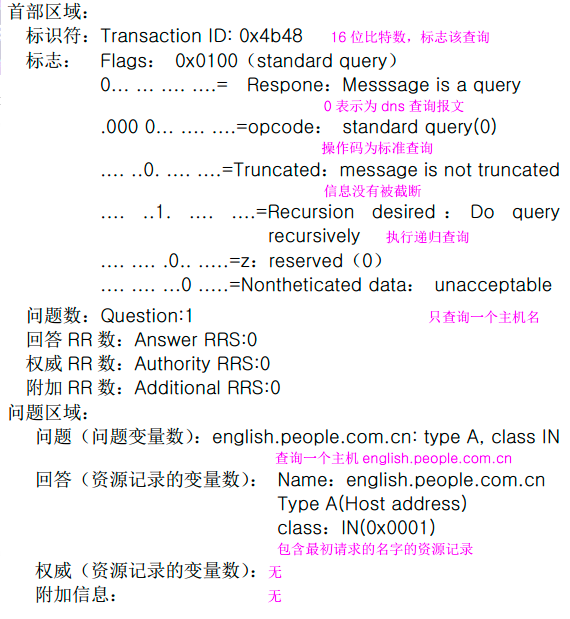 首部区域：
标识符：Transaction ID: 0x4b48 16 位比特数，标志该查询
标志： Flags： 0x0100（standard query）
0... ... .... ....= Respone：Messsage is a query
0 表示为 dns 查询报文
.000 0... .... ....=opcode： standard query(0)
操作码为标准查询
.... ..0. .... ....=Truncated：message is not truncated
信息没有被截断
.... ..1. .... ....=Recursion desired：Do query
recursively 执行递归查询
.... .... .0.. .....=z：reserved（0）
.... .... ...0 .....=Nontheticated data： unacceptable
问题数：Question:1 只查询一个主机名
回答 RR 数：Answer RRS:0
权威 RR 数：Authority RRS:0
附加 RR 数：Additional RRS:0
问题区域：
问题（问题变量数）：english.people.com.cn: type A, class IN
查询一个主机 english.people.com.cn
回答（资源记录的变量数）： Name：english.people.com.cn
Type A(Host address)
class：IN(0x0001)
包含最初请求的名字的资源记录
权威（资源记录的变量数）：无
附加信息： 无